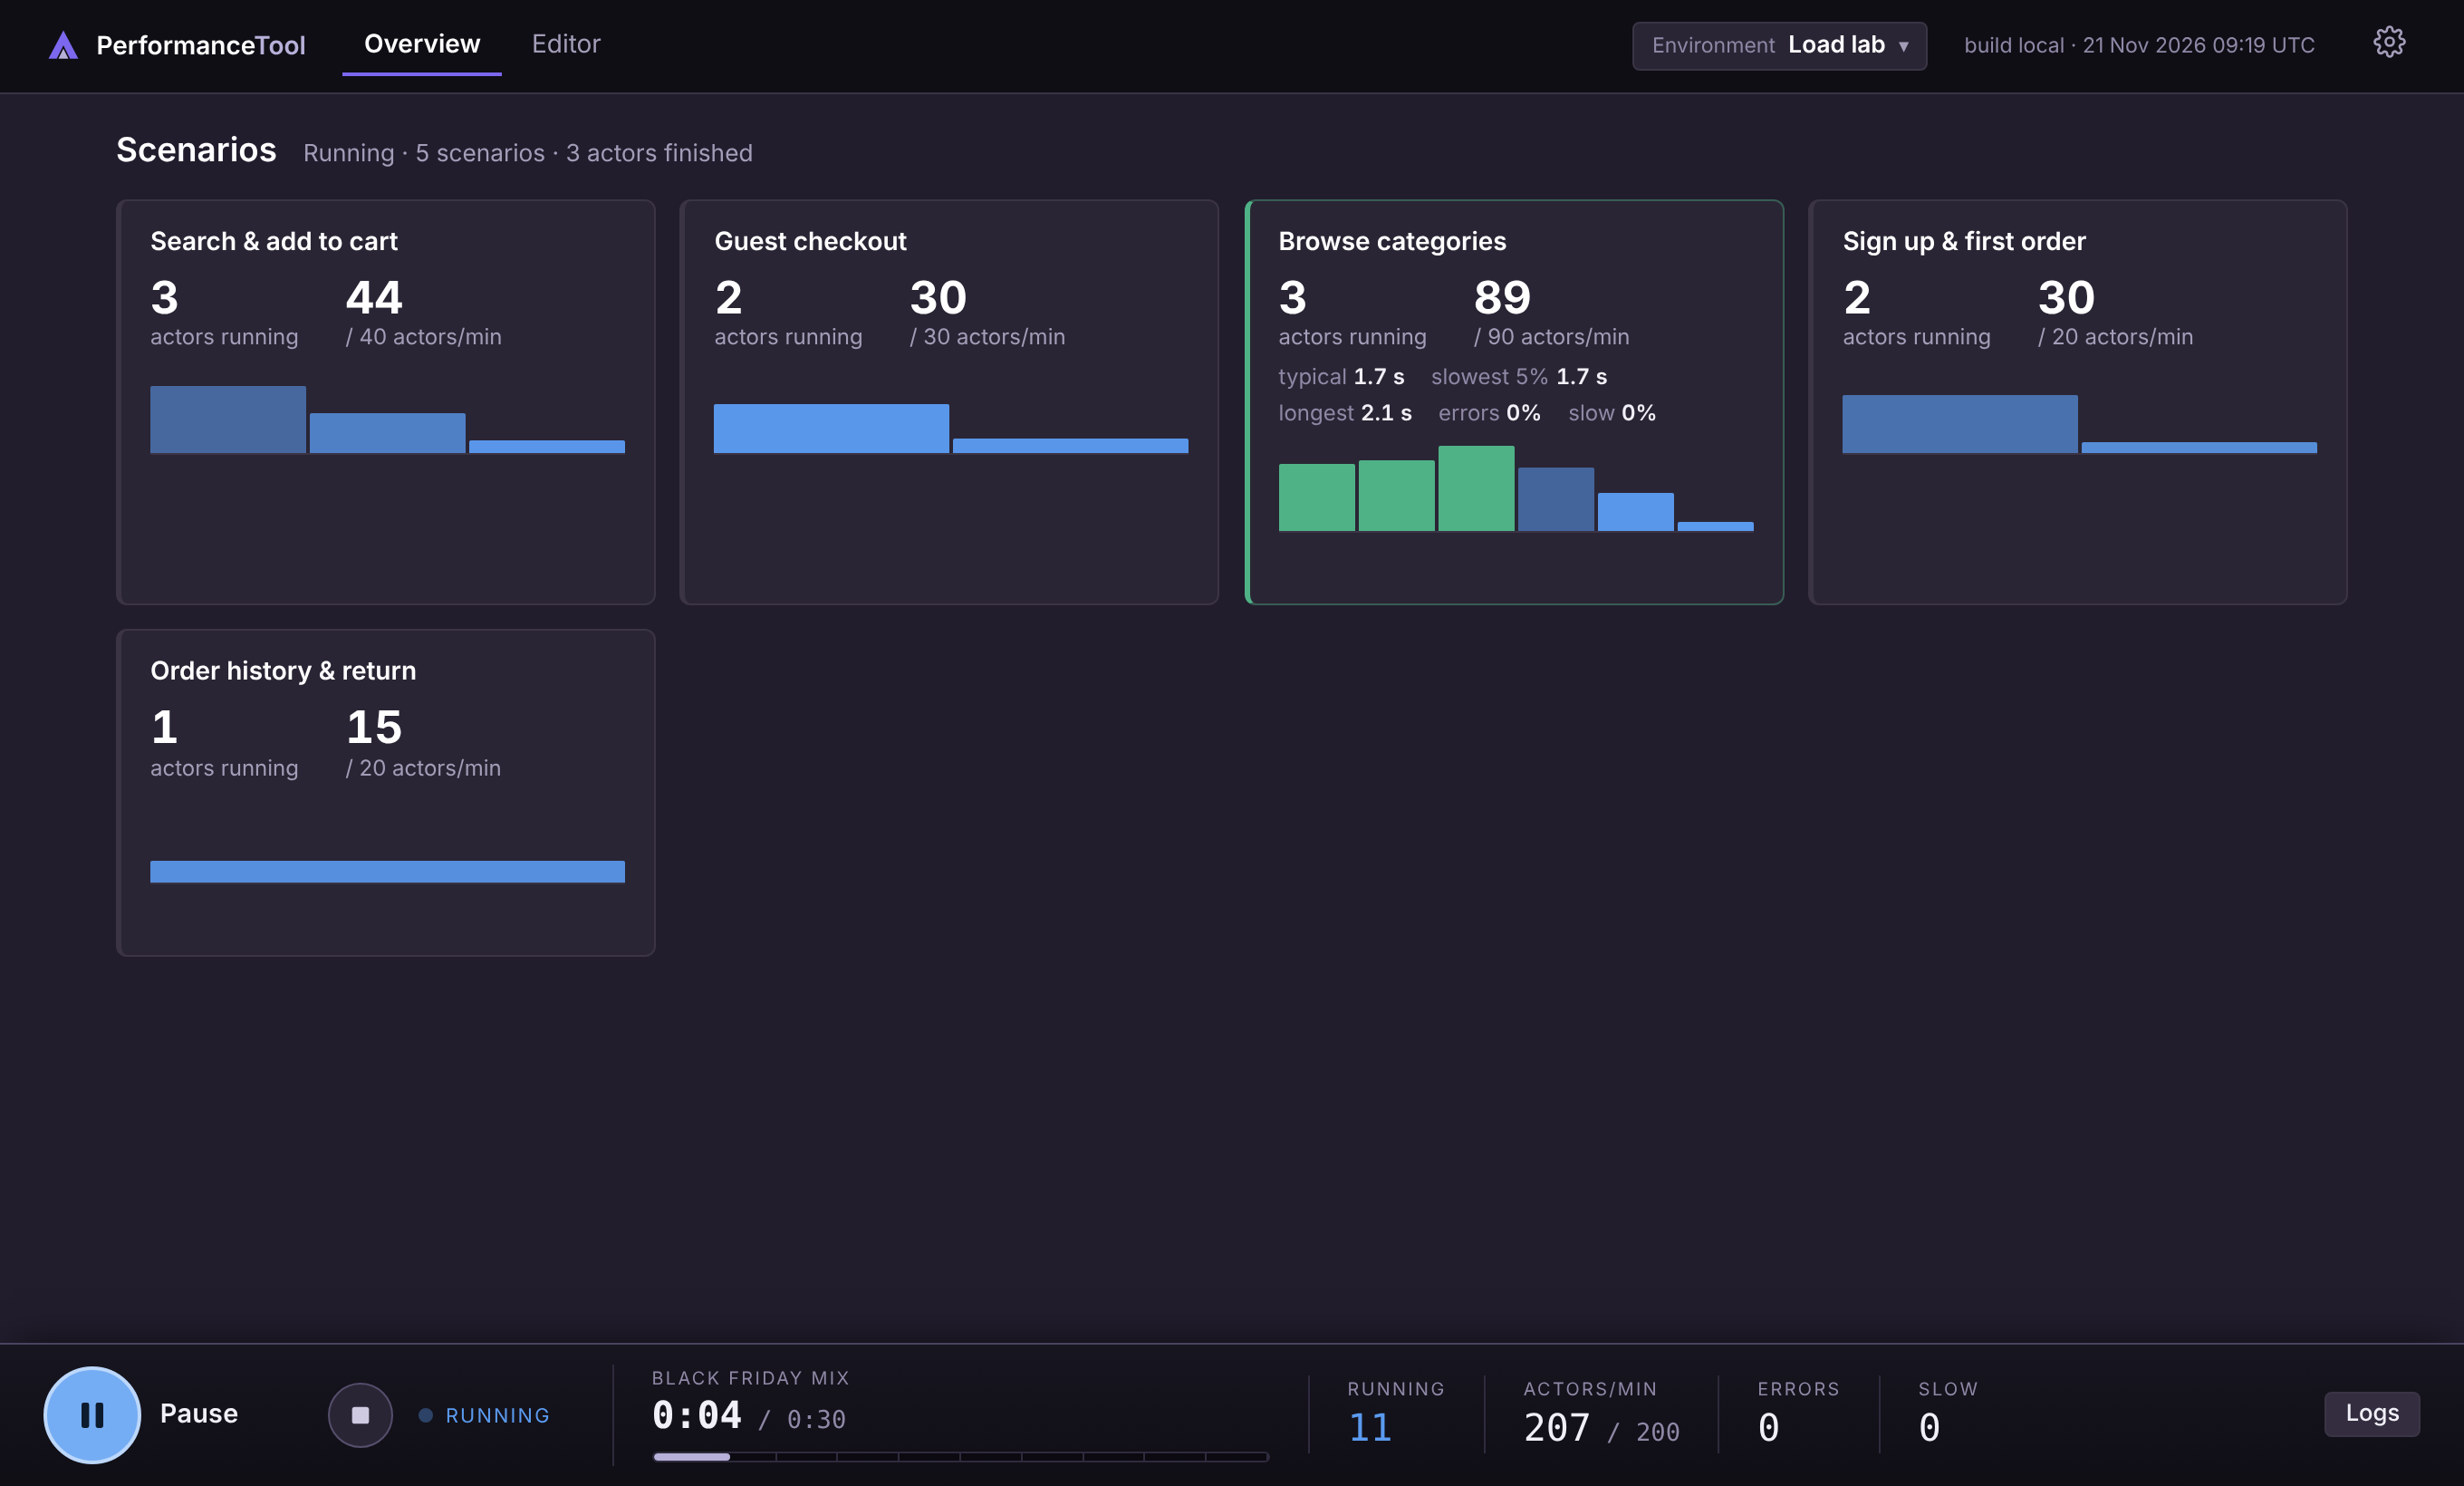 PerformanceTool
Overview
Editor
Environment Load lab ▾
build local · 21 Nov 2026 09:19 UTC
Scenarios
Running · 5 scenarios · 3 actors finished
Search & add to cart
3
actors running
44
/ 40 actors/min
Guest checkout
2
actors running
30
/ 30 actors/min
Browse categories
3
actors running
89
/ 90 actors/min
typical 1.7 s slowest 5% 1.7 s
longest 2.1 s errors 0% slow 0%
Sign up & first order
2
actors running
30
/ 20 actors/min
Order history & return
1
actors running
15
/ 20 actors/min
Pause
RUNNING
BLACK FRIDAY MIX
0:04 / 0:30
RUNNING
11
ACTORS/MIN
207 / 200
ERRORS
0
SLOW
0
Logs